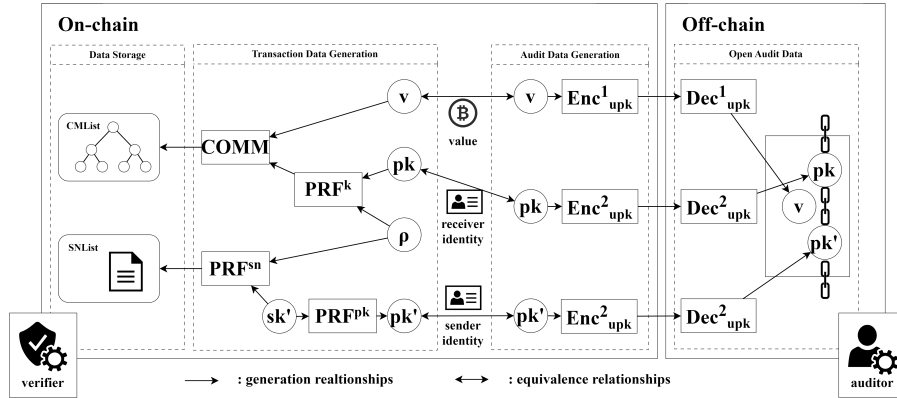 On-chain
Off-chain
Data Storage
Transaction Data Generation
Audit Data Generation
Open Audit Data
CMList
COMM
v
v
Enc¹upk
Dec¹upk
value
PRFᵏ
pk
pk
Enc²upk
Dec²upk
pk
v
receiver
identity
ρ
SNList
PRFˢⁿ
pk'
sk'
PRFᵖᵏ
pk'
pk'
Enc²upk
Dec²upk
sender
identity
verifier
: generation realtionships
: equivalence relationships
auditor